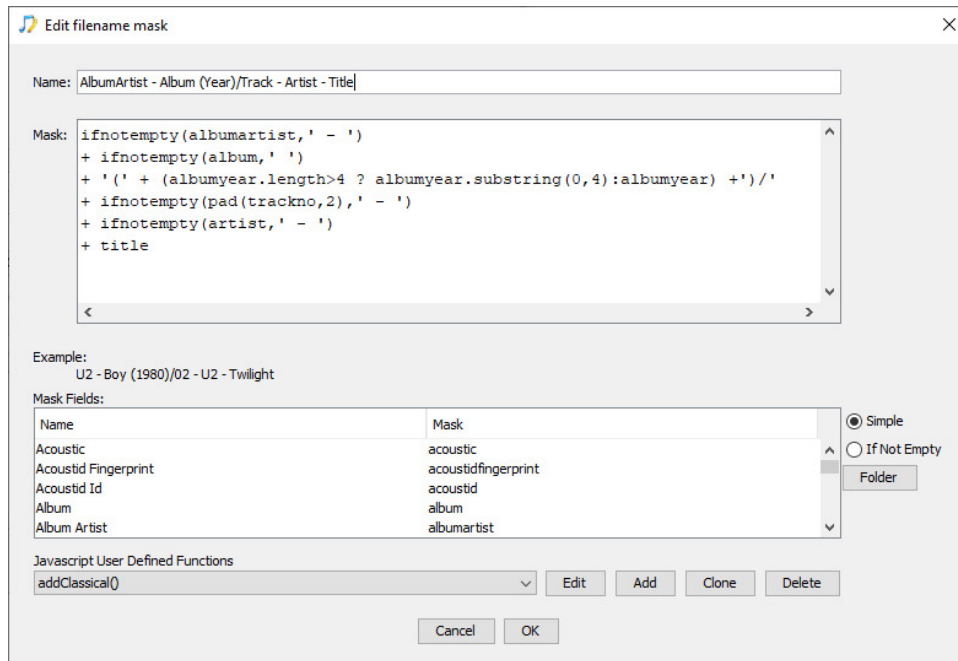 Edit filename mask
Name: AlbumArtist - Album (Year)/Track - Artist - Title
Mask: ifnotempty(albumartist,' - ')
+ ifnotempty(album,' ')
+ '(' + (albumyear.length>4 ? albumyear.substring(0,4):albumyear) +')/'
+ ifnotempty(pad(trackno,2),' - ')
+ ifnotempty(artist,' - ')
+ title
Example:
U2 - Boy (1980)/02 - U2 - Twilight
Mask Fields:
Name Mask
Simple
Acoustic acoustic
If Not Empty
Acoustid Fingerprint acoustidfingerprint
Folder
Acoustid Id acoustid
Album album
Album Artist albumartist
Javascript User Defined Functions
addClassical() Edit Add Clone Delete
Cancel OK